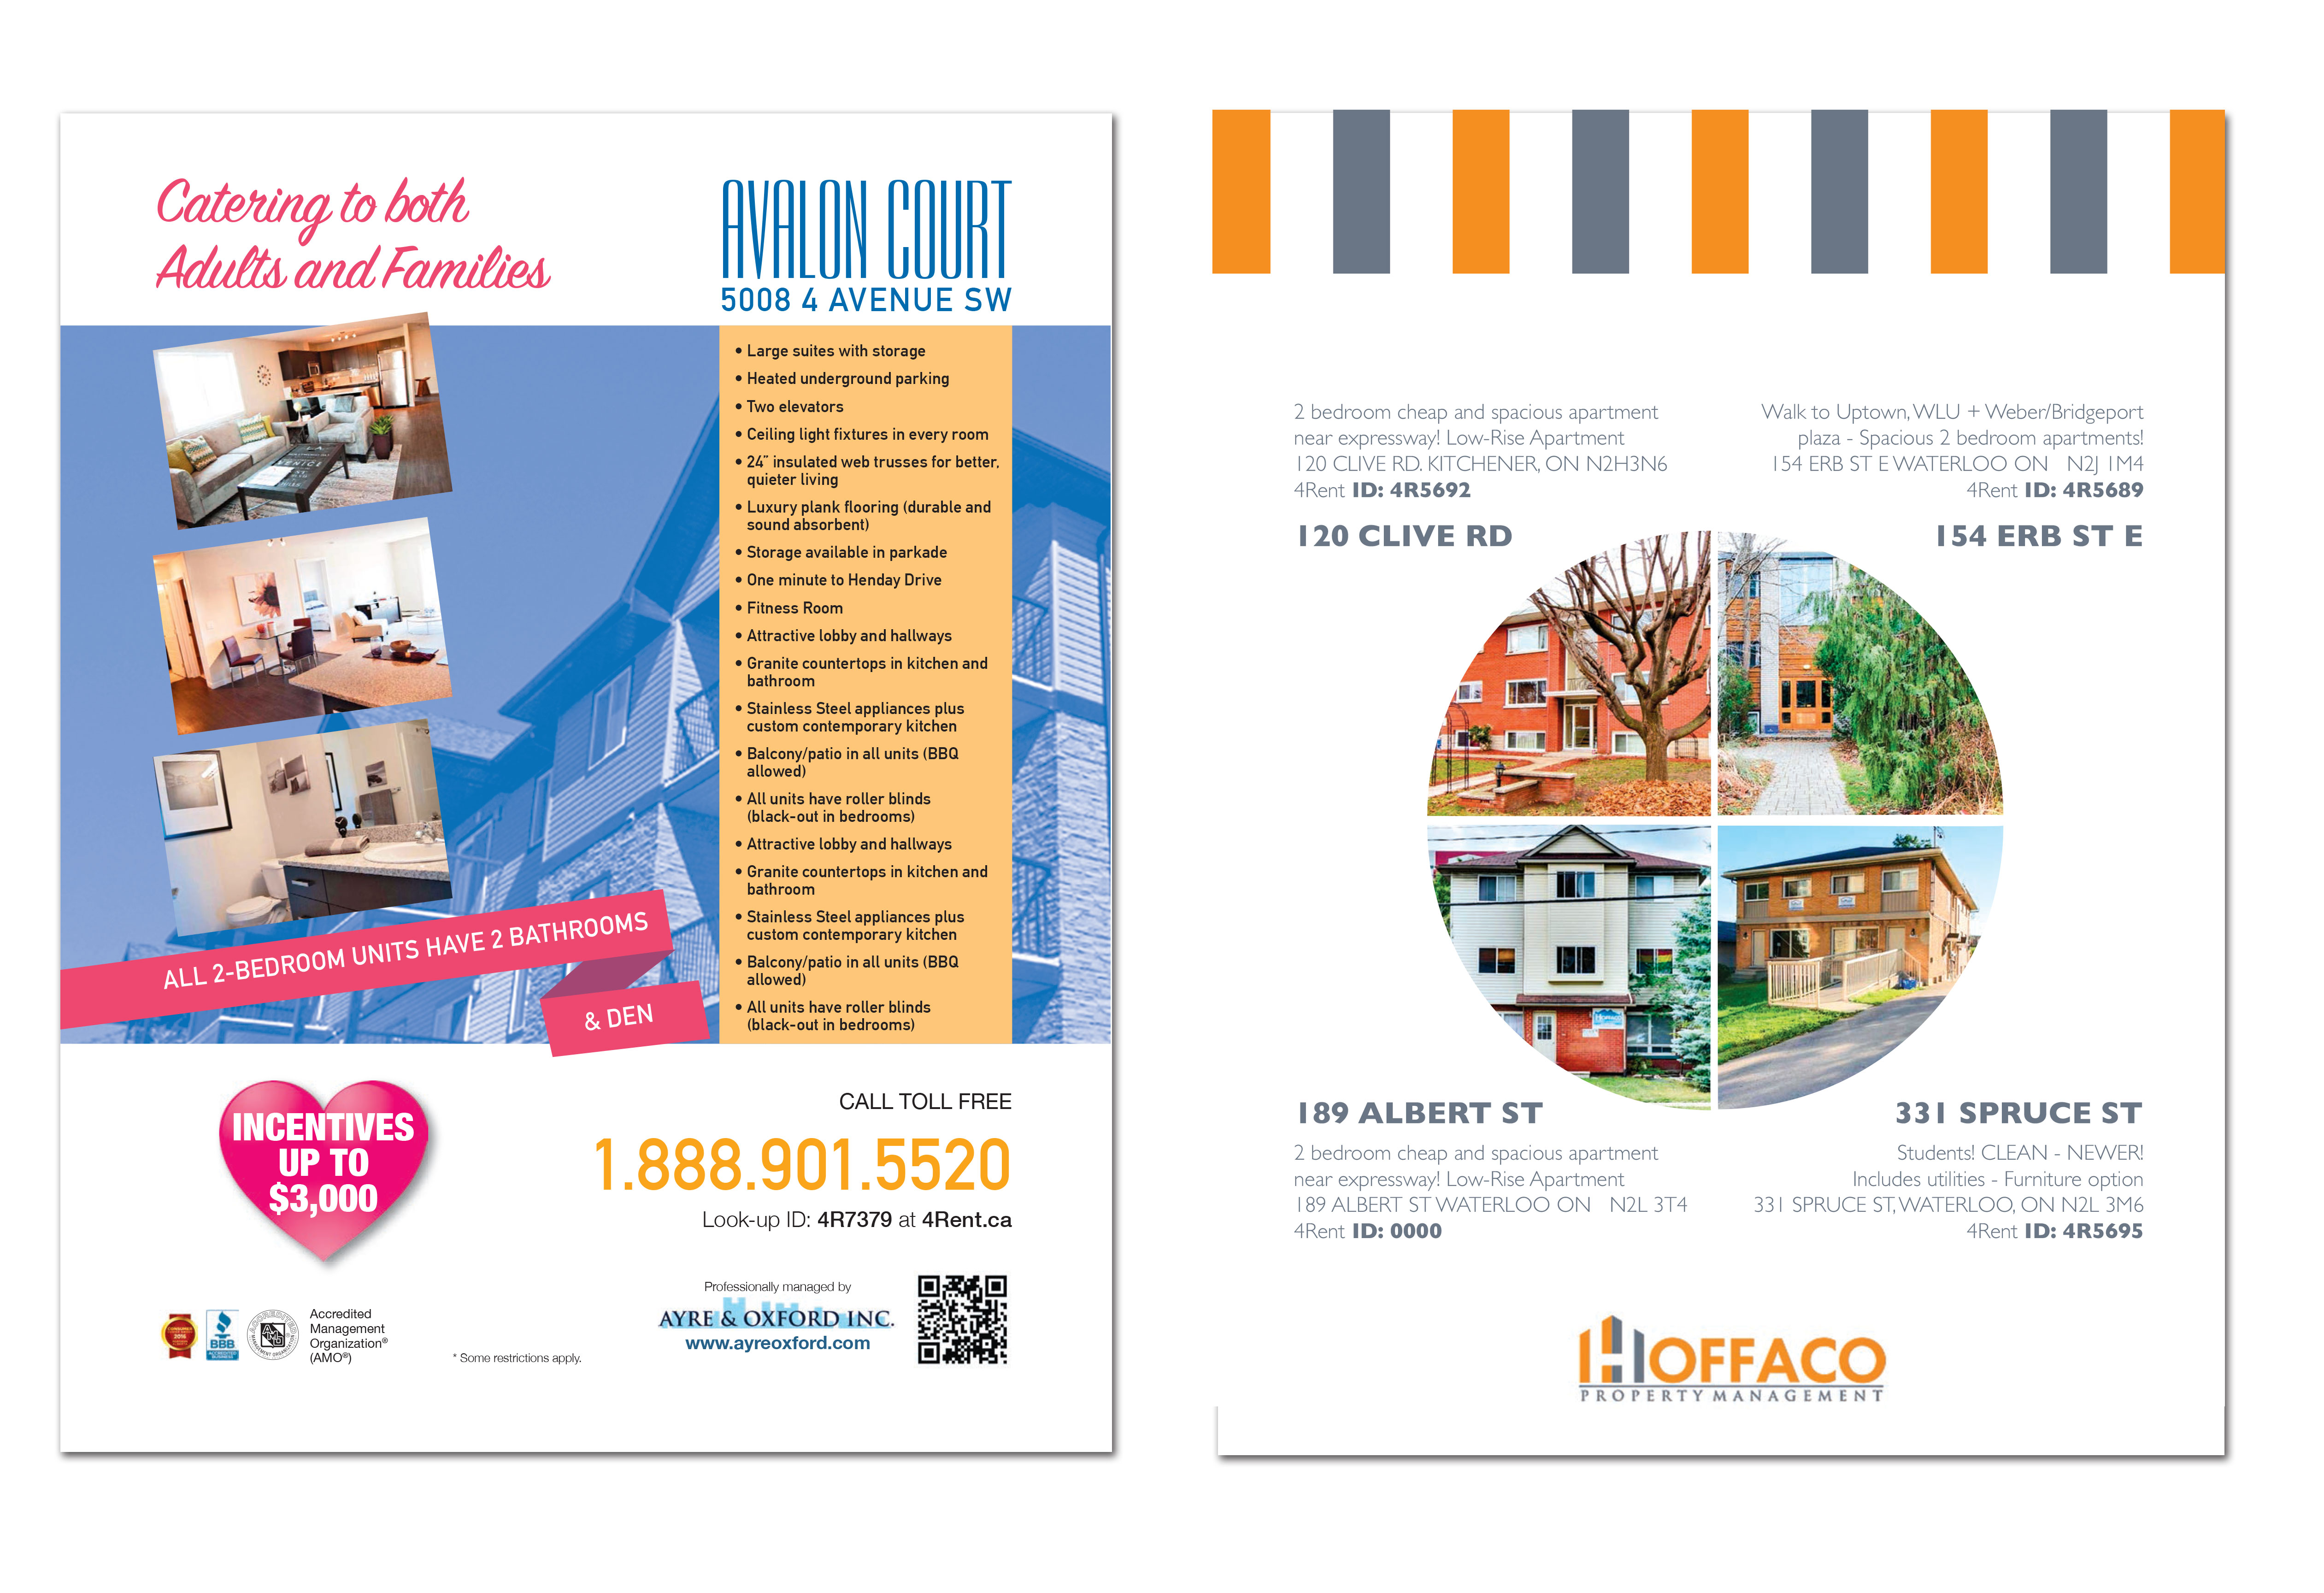 Catering to both
Adults and Families
AVALON COURT
5008 4 AVENUE SW
• Large suites with storage
• Heated underground parking
• Two elevators
• Ceiling light fixtures in every room
• 24” insulated web trusses for better,
quieter living
• Luxury plank flooring (durable and
sound absorbent)
• Storage available in parkade
• One minute to Henday Drive
• Fitness Room
• Attractive lobby and hallways
• Granite countertops in kitchen and
bathroom
• Stainless Steel appliances plus
custom contemporary kitchen
• Balcony/patio in all units (BBQ
allowed)
• All units have roller blinds
(black-out in bedrooms)
• Attractive lobby and hallways
• Granite countertops in kitchen and
bathroom
• Stainless Steel appliances plus
custom contemporary kitchen
• Balcony/patio in all units (BBQ
allowed)
• All units have roller blinds
(black-out in bedrooms)
ALL 2-BEDROOM UNITS HAVE 2 BATHROOMS
& DEN
INCENTIVES
UP TO
$3,000
CALL TOLL FREE
1.888.901.5520
Look-up ID: 4R7379 at 4Rent.ca
Professionally managed by
AYRE & OXFORD INC.
www.ayreoxford.com
BBB
Accredited
Management
Organization®
(AMO®)
* Some restrictions apply.
2 bedroom cheap and spacious apartment
near expressway! Low-Rise Apartment
120 CLIVE RD. KITCHENER, ON N2H3N6
4Rent ID: 4R5692
120 CLIVE RD
Walk to Uptown, WLU + Weber/Bridgeport
plaza - Spacious 2 bedroom apartments!
154 ERB ST E WATERLOO ON N2J 1M4
4Rent ID: 4R5689
154 ERB ST E
189 ALBERT ST
2 bedroom cheap and spacious apartment
near expressway! Low-Rise Apartment
189 ALBERT ST WATERLOO ON N2L 3T4
4Rent ID: 0000
331 SPRUCE ST
Students! CLEAN - NEWER!
Includes utilities - Furniture option
331 SPRUCE ST, WATERLOO, ON N2L 3M6
4Rent ID: 4R5695
HOFFACO
PROPERTY MANAGEMENT